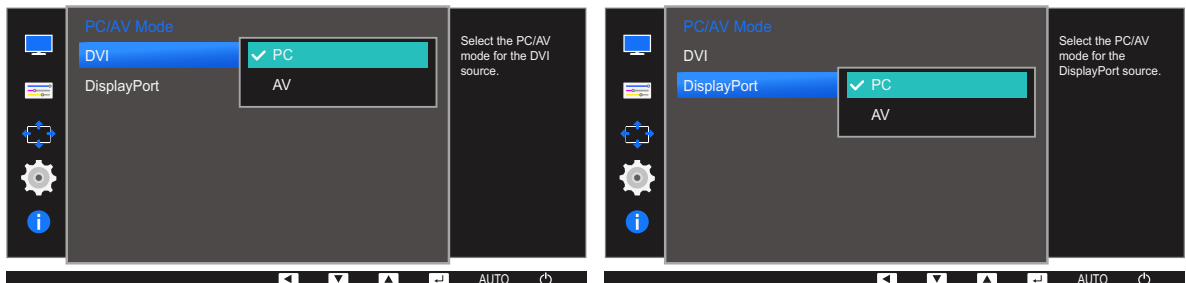 PC/AV Mode
DVI
PC
DisplayPort
AV
Select the PC/AV
mode for the DVI
source.
AUTO
PC/AV Mode
DVI
DisplayPort
PC
AV
Select the PC/AV
mode for the
DisplayPort source.
AUTO